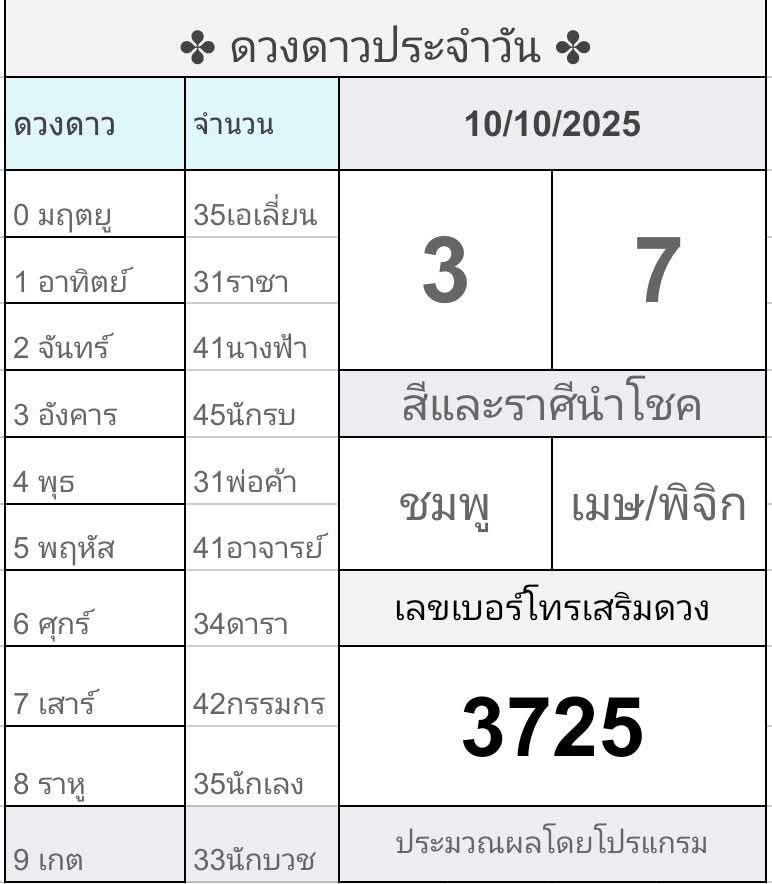 ✤ ดวงดาวประจำวัน ✤
ดวงดาว จำนวน 10/10/2025
0 มฤตยู 35เอเลี่ยน
1 อาทิตย์ 31ราชา
3 7
2 จันทร์ 41นางฟ้า
3 อังคาร 45นักรบ
สีและราศีนำโชค
4 พุธ 31พ่อค้า
ชมพู เมษ/พิจิก
5 พฤหัส 41อาจารย์
6 ศุกร์ 34ดารา
เลขเบอร์โทรเสริมดวง
7 เสาร์ 42กรรมกร
3725
8 ราหู 35นักเลง
9 เกต 33นักบวช
ประมวณผลโดยโปรแกรม